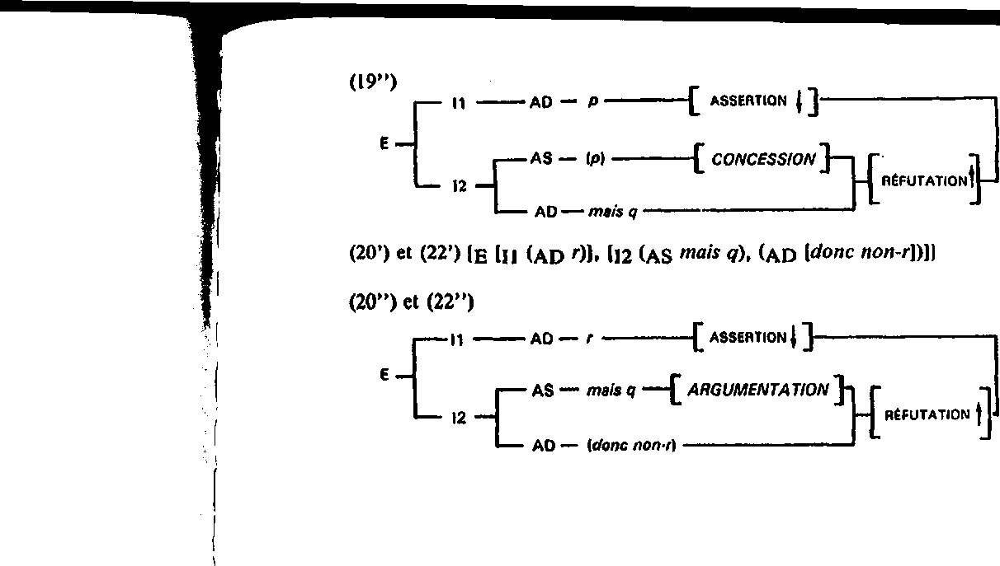 (19'')
I1 AD p [ ASSERTION ↓ ]
E
AS (p) [ CONCESSION ]
I2 [ RÉFUTATION ↑ ]
AD mais q
(20') et (22') [E [I1 (AD r)], [I2 (AS mais q), (AD [donc non-r])]]
(20'') et (22'')
I1 AD r [ ASSERTION ↓ ]
E
AS mais q [ ARGUMENTATION ]
I2 [ RÉFUTATION ↑ ]
AD (donc non-r)